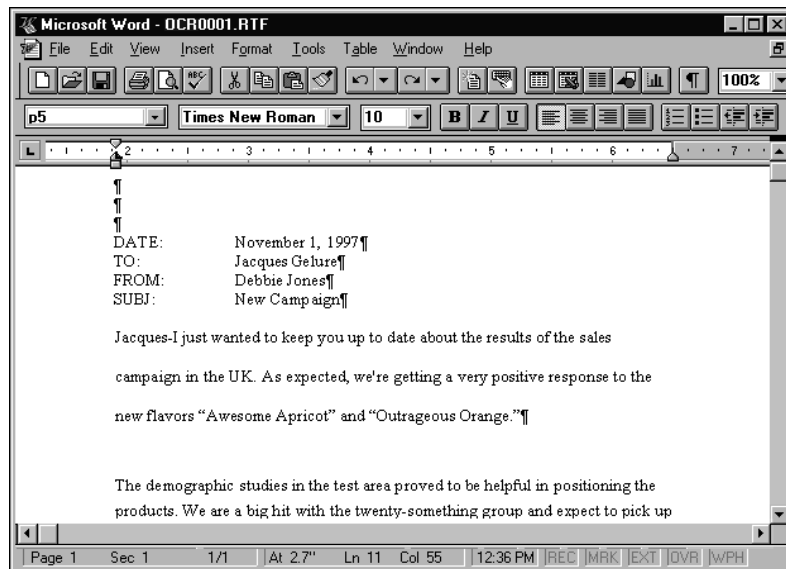 Microsoft Word - OCR0001.RTF
File Edit View Insert Format Tools Table Window Help
ABC 100%
p5 Times New Roman 10 B I U
L 2 3 4 5 6 7
¶
¶
¶
DATE: November 1, 1997¶
TO: Jacques Gelure¶
FROM: Debbie Jones¶
SUBJ: New Campaign¶
Jacques-I just wanted to keep you up to date about the results of the sales
campaign in the UK. As expected, we're getting a very positive response to the
new flavors “Awesome Apricot” and “Outrageous Orange.”¶
The demographic studies in the test area proved to be helpful in positioning the
products. We are a big hit with the twenty-something group and expect to pick up
Page 1 Sec 1 1/1 At 2.7" Ln 11 Col 55 12:36 PM REC MRK EXT OVR WPH